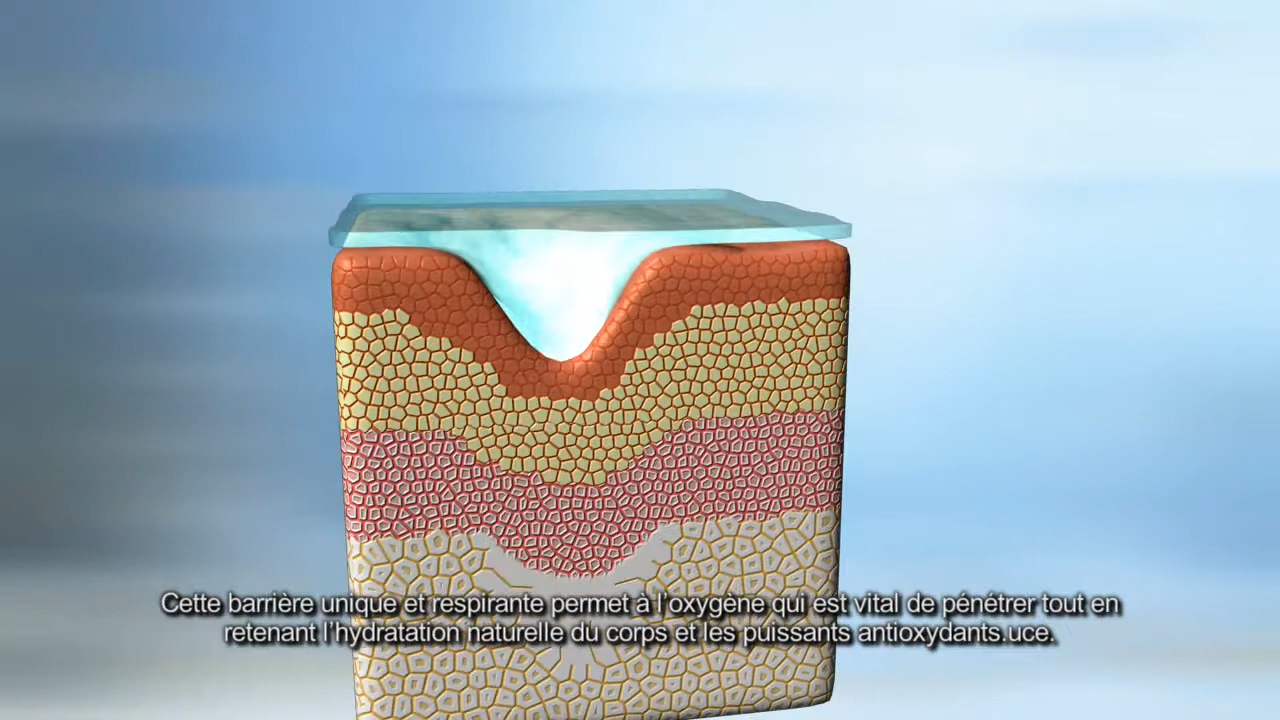 Cette barrière unique et respirante permet à l'oxygène qui est vital de pénétrer tout en
retenant l'hydratation naturelle du corps et les puissants antioxydants.uce.